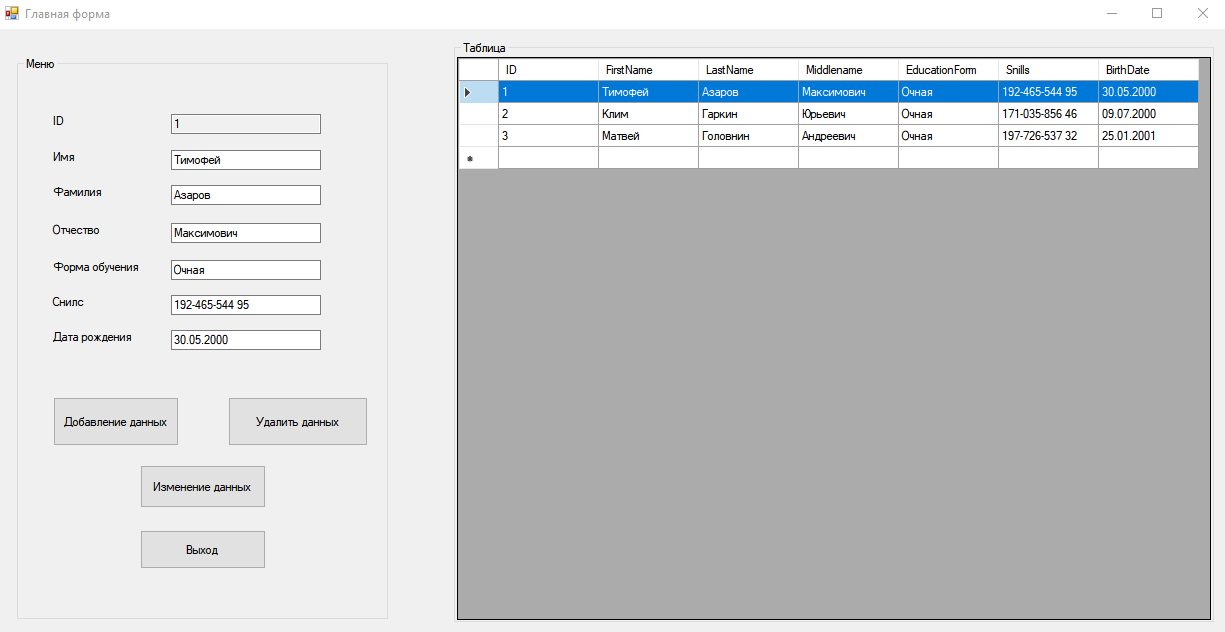 Главная форма
Меню
ID 1
Имя Тимофей
Фамилия Азаров
Отчество Максимович
Форма обучения Очная
Снилс 192-465-544 95
Дата рождения 30.05.2000
Добавление данных Удалить данных
Изменение данных
Выход
Таблица
ID FirstName LastName Middlename EducationForm Snills BirthDate
1 Тимофей Азаров Максимович Очная 192-465-544 95 30.05.2000
2 Клим Гаркин Юрьевич Очная 171-035-856 46 09.07.2000
3 Матвей Головнин Андреевич Очная 197-726-537 32 25.01.2001